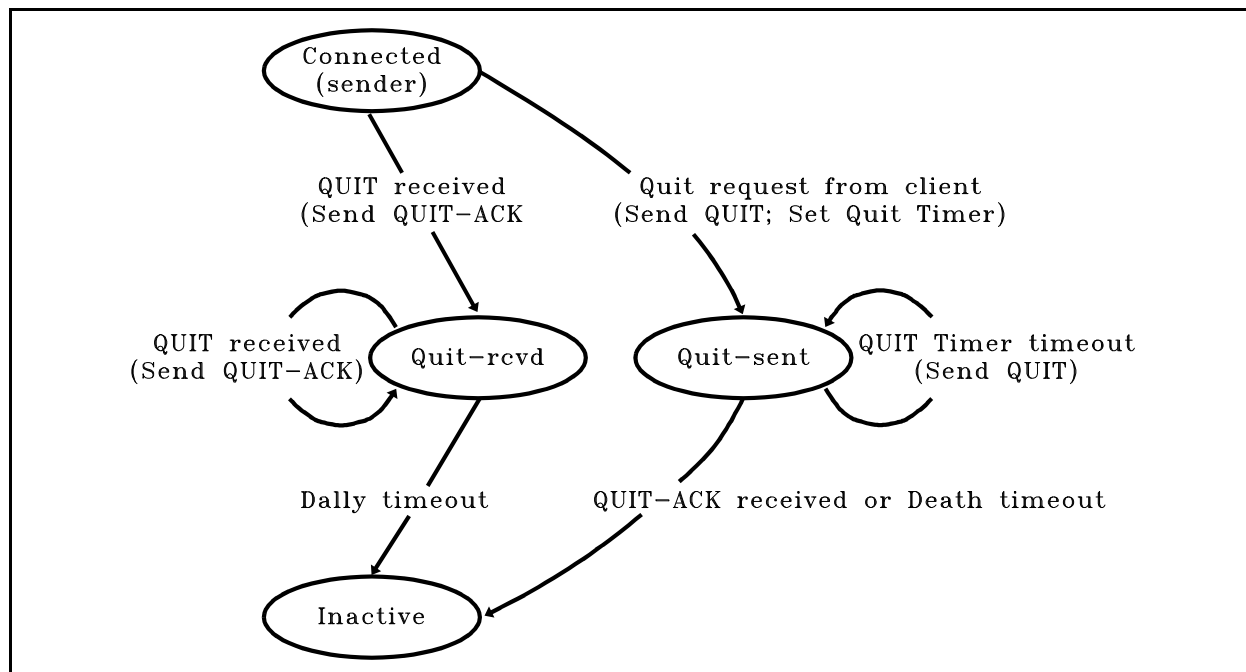 Connected
(sender)
QUIT received
(Send QUIT-ACK
Quit request from client
(Send QUIT; Set Quit Timer)
QUIT received
(Send QUIT-ACK)
Quit-rcvd
Quit-sent
QUIT Timer timeout
(Send QUIT)
Dally timeout
QUIT-ACK received or Death timeout
Inactive